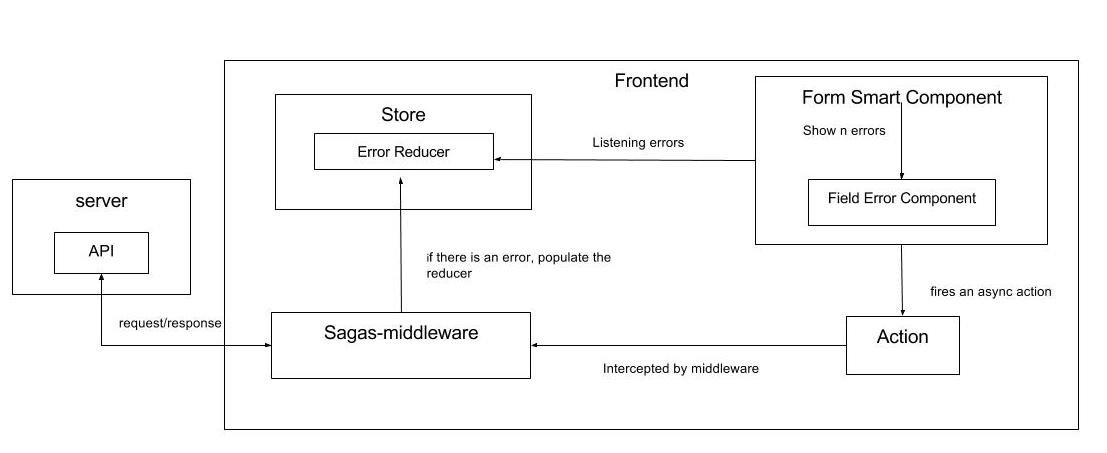 Frontend
Form Smart Component
Store
Show n errors
Listening errors
Error Reducer
server
Field Error Component
API
if there is an error, populate the
reducer
fires an async action
request/response
Sagas-middleware
Action
Intercepted by middleware